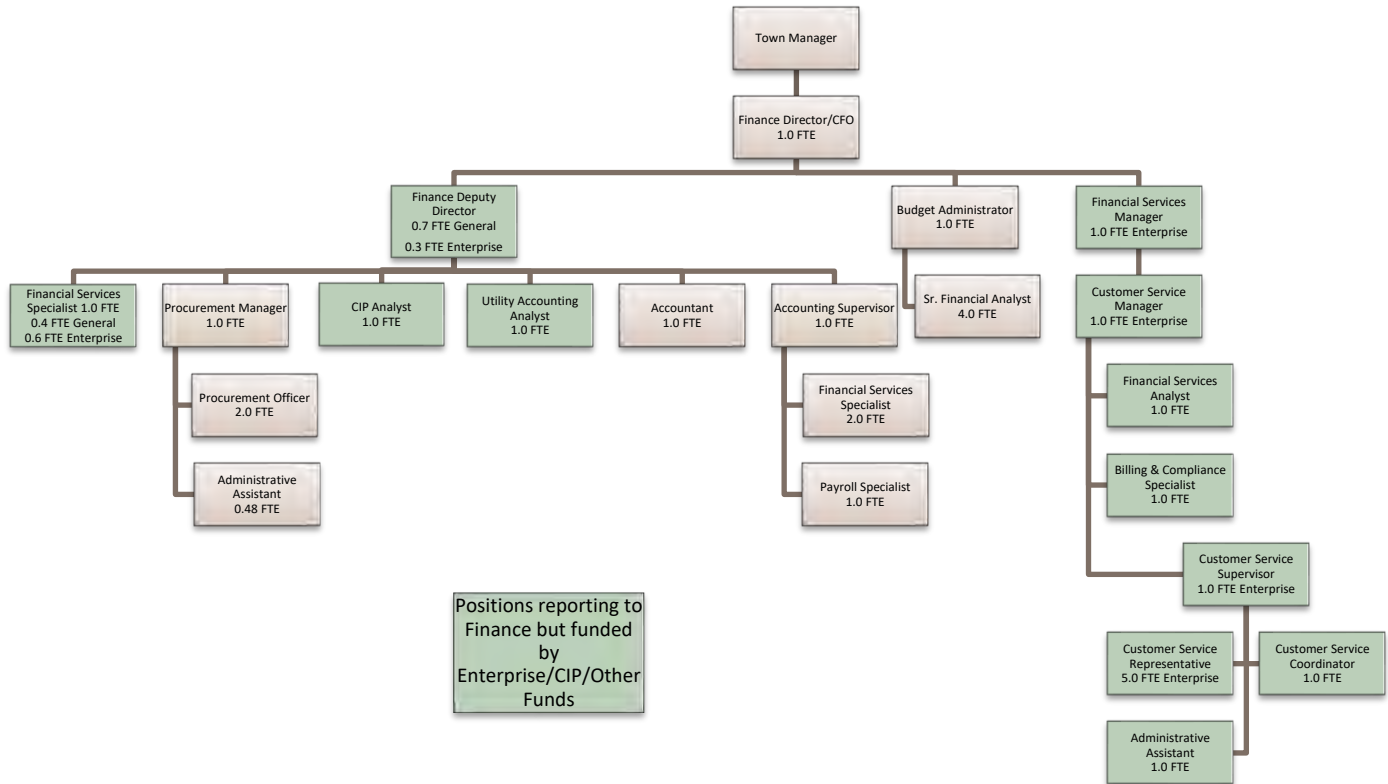 Town Manager
Finance Director/CFO
1.0 FTE
Finance Deputy
Director
0.7 FTE General
0.3 FTE Enterprise
Budget Administrator
1.0 FTE
Financial Services
Manager
1.0 FTE Enterprise
Financial Services
Specialist 1.0 FTE
0.4 FTE General
0.6 FTE Enterprise
Procurement Manager
1.0 FTE
CIP Analyst
1.0 FTE
Utility Accounting
Analyst
1.0 FTE
Accountant
1.0 FTE
Accounting Supervisor
1.0 FTE
Sr. Financial Analyst
4.0 FTE
Customer Service
Manager
1.0 FTE Enterprise
Procurement Officer
2.0 FTE
Administrative
Assistant
0.48 FTE
Financial Services
Specialist
2.0 FTE
Payroll Specialist
1.0 FTE
Financial Services
Analyst
1.0 FTE
Billing & Compliance
Specialist
1.0 FTE
Customer Service
Supervisor
1.0 FTE Enterprise
Customer Service
Representative
5.0 FTE Enterprise
Customer Service
Coordinator
1.0 FTE
Administrative
Assistant
1.0 FTE
Positions reporting to
Finance but funded
by
Enterprise/CIP/Other
Funds